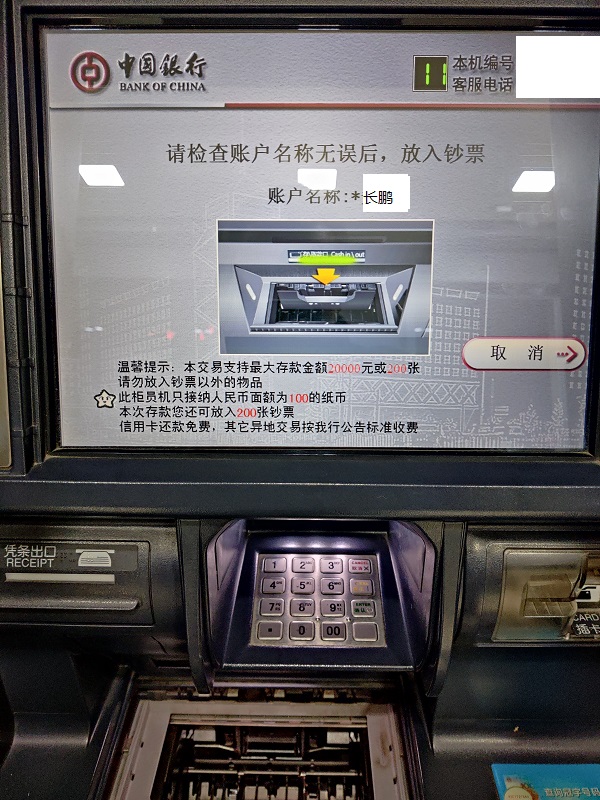 中国银行
BANK OF CHINA
11
本机编号
客服电话
请检查账户名称无误后，放入钞票
账户名称:*长鹏
Cash in \ out
取 消
温馨提示：本交易支持最大存款金额20000元或200张
请勿放入钞票以外的物品
此柜员机只接纳人民币面额为100的纸币
本次存款您还可放入200张钞票
信用卡还款免费，其它异地交易按我行公告标准收费
凭条出口
RECEIPT
1 2 3 CANCEL
4 5 6
7 8 9 ENTER
0 00
CARD
插卡
查询冠字号码